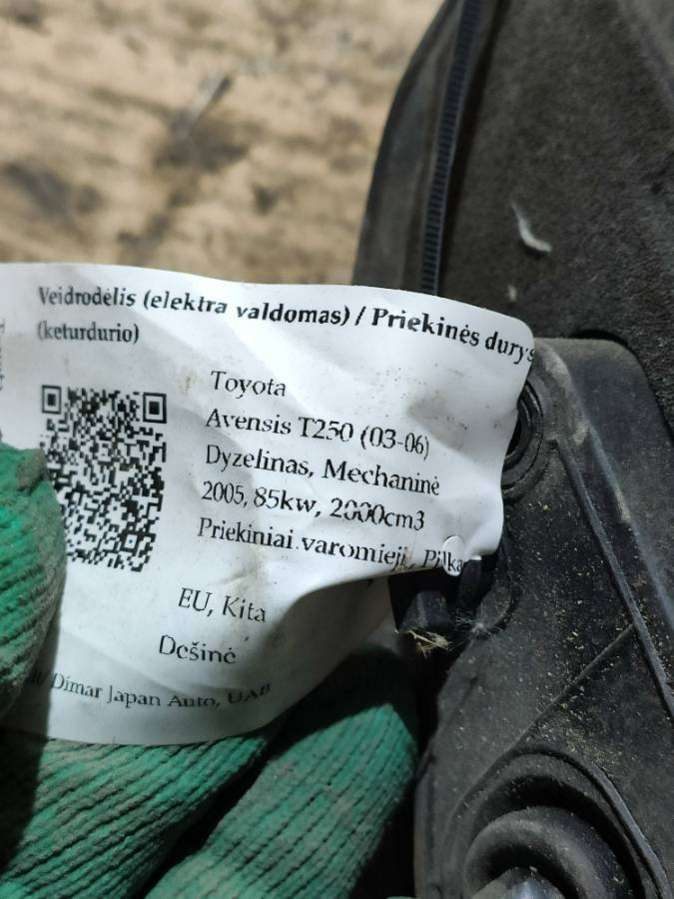 Veidrodėlis (elektra valdomas) / Priekinės durys
(keturdurio)
Toyota
Avensis T250 (03-06)
Dyzelinas, Mechaninė
2005, 85kw, 2000cm3
Priekiniai varomieji, Pilka
EU, Kita
Dešinė
Dimar Japan Auto, UAB